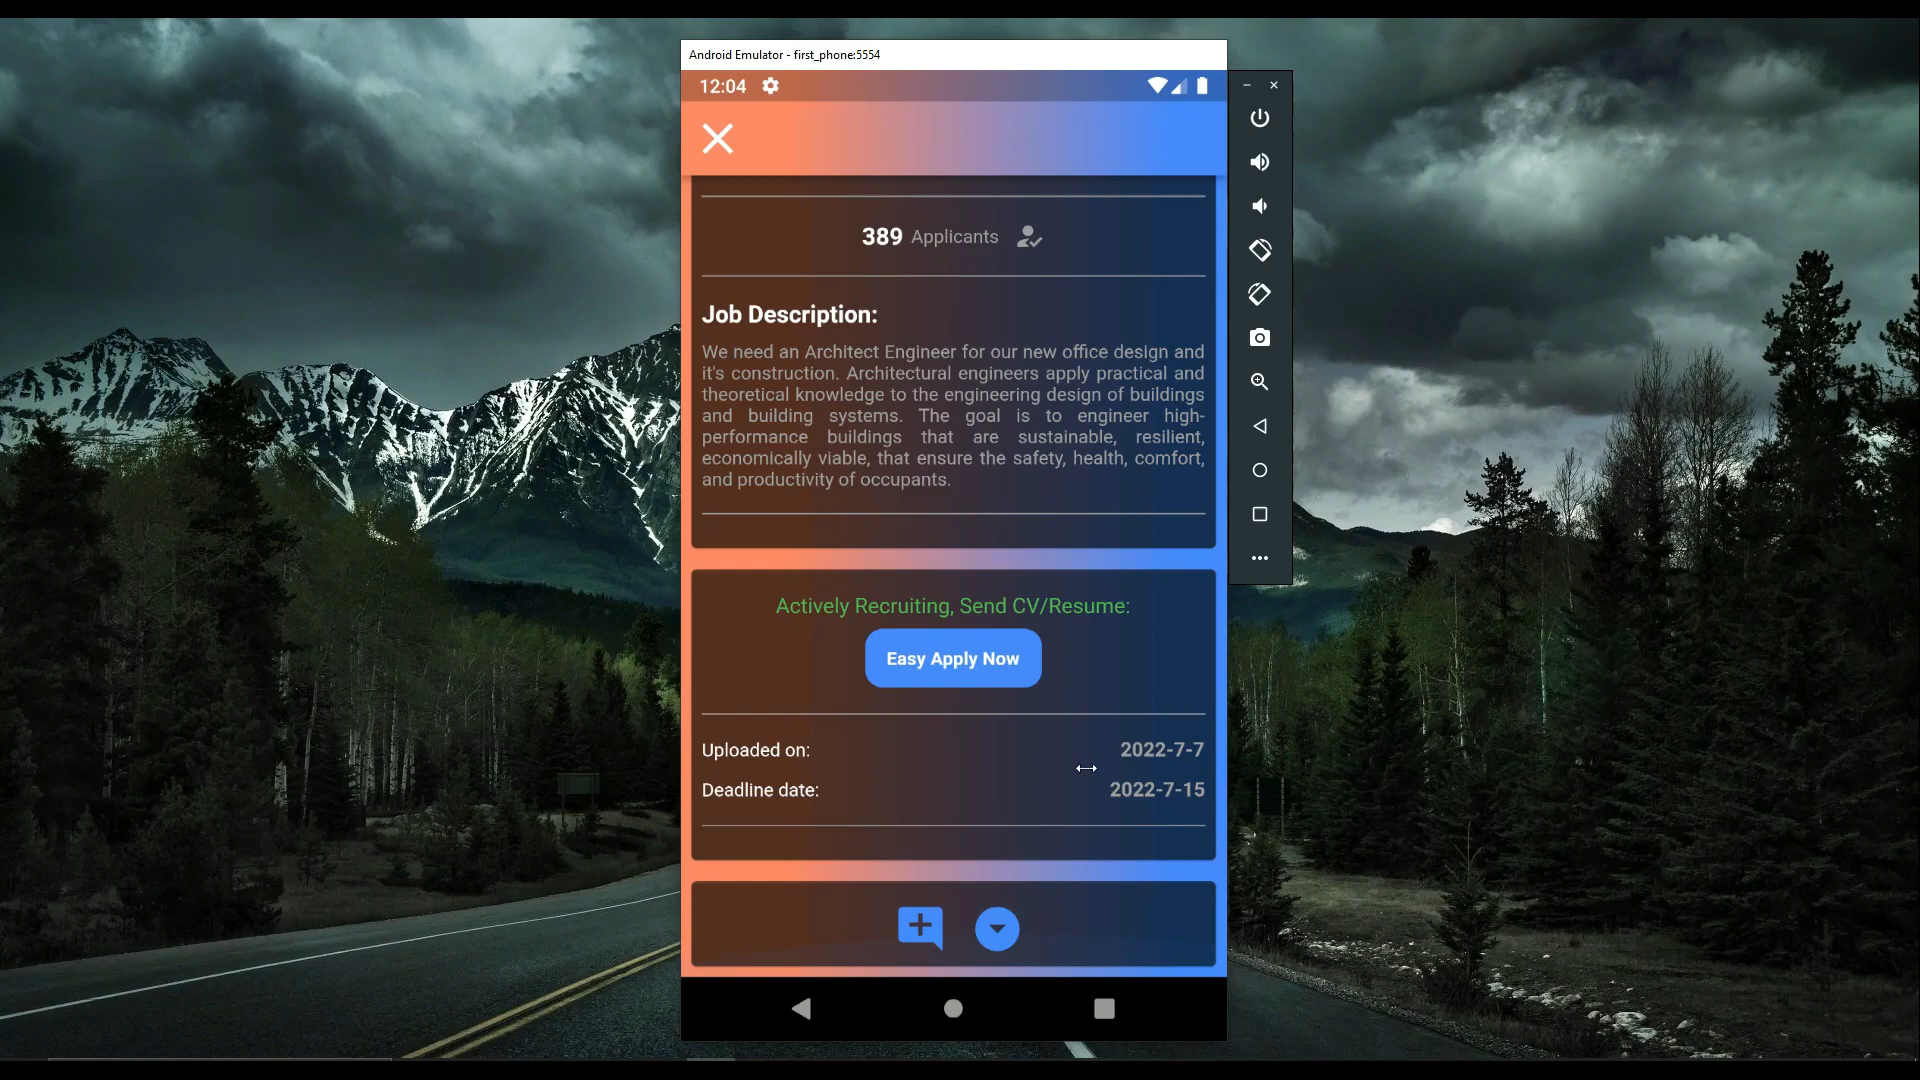 Android Emulator - first_phone:5554
12:04
389 Applicants
Job Description:
We need an Architect Engineer for our new office design and
it's construction. Architectural engineers apply practical and
theoretical knowledge to the engineering design of buildings
and building systems. The goal is to engineer high-
performance buildings that are sustainable, resilient,
economically viable, that ensure the safety, health, comfort,
and productivity of occupants.
Actively Recruiting, Send CV/Resume:
Easy Apply Now
Uploaded on: 2022-7-7
Deadline date: 2022-7-15